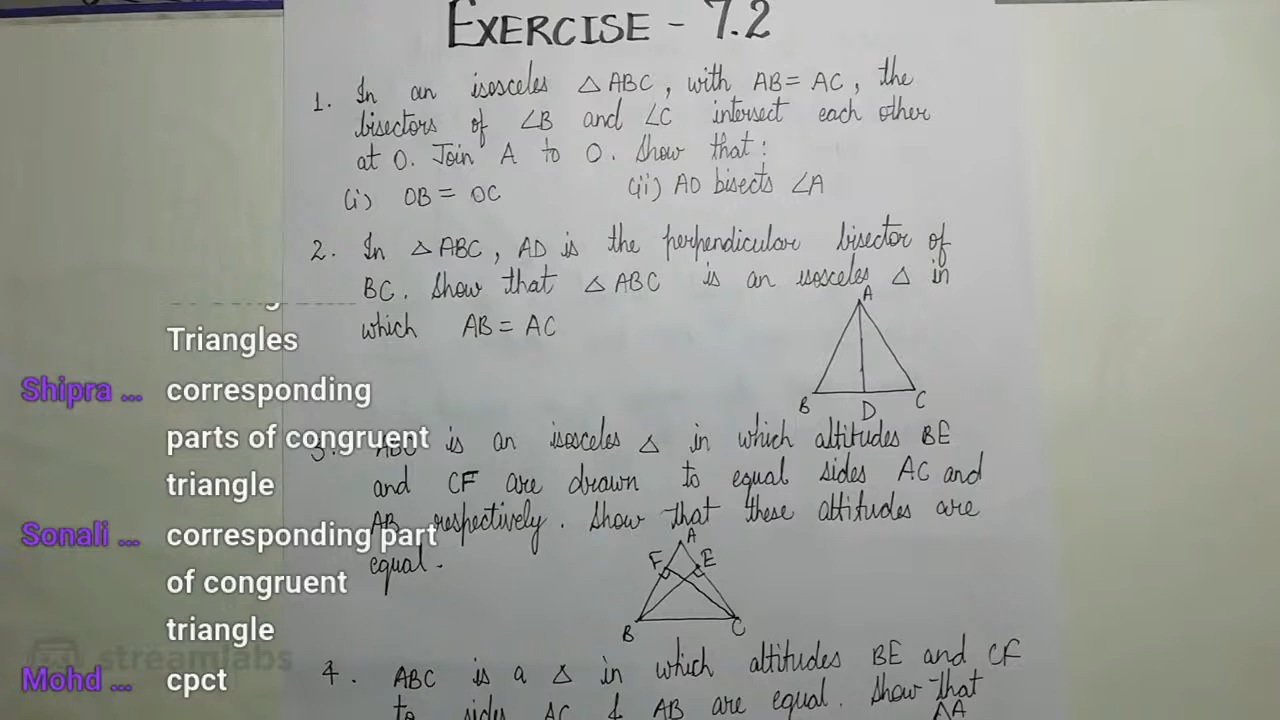 EXERCISE - 7.2
1. In an isosceles △ ABC, with AB = AC, the
bisectors of ∠B and ∠C intersect each other
at O. Join A to O. Show that:
(i) OB = OC (ii) AO bisects ∠A
2. In △ ABC, AD is the perpendicular bisector of
BC. Show that △ ABC is an isosceles △ in
which AB = AC
A
B D C
3. ABC is an isosceles △ in which altitudes BE
and CF are drawn to equal sides AC and
AB respectively. Show that these altitudes are
equal.
A
F E
B C
4. ABC is a △ in which altitudes BE and CF
to sides AC & AB are equal. Show that
Triangles
Shipra ... corresponding
parts of congruent
triangle
Sonali ... corresponding part
of congruent
triangle
Mohd ... cpct
streamlabs